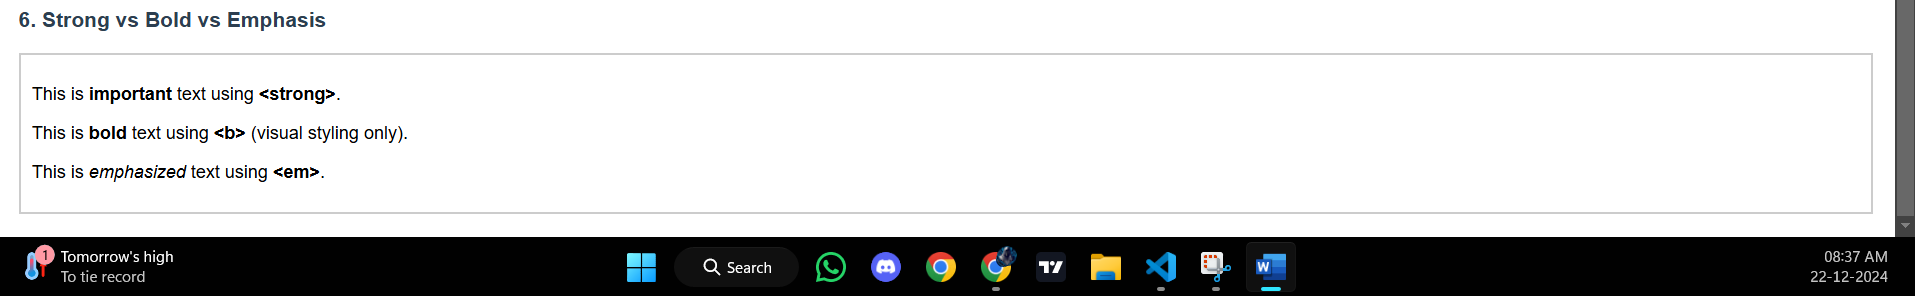 6. Strong vs Bold vs Emphasis
This is important text using <strong>.
This is bold text using <b> (visual styling only).
This is emphasized text using <em>.
1
Tomorrow's high
To tie record
Search
08:37 AM
22-12-2024